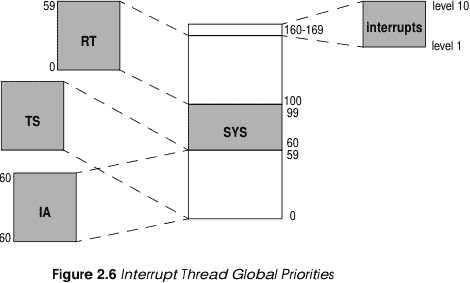 59
level 10
RT
160-169
interrupts
level 1
0
100
99
TS
SYS
60
59
60
IA
0
60
Figure 2.6 Interrupt Thread Global Priorities